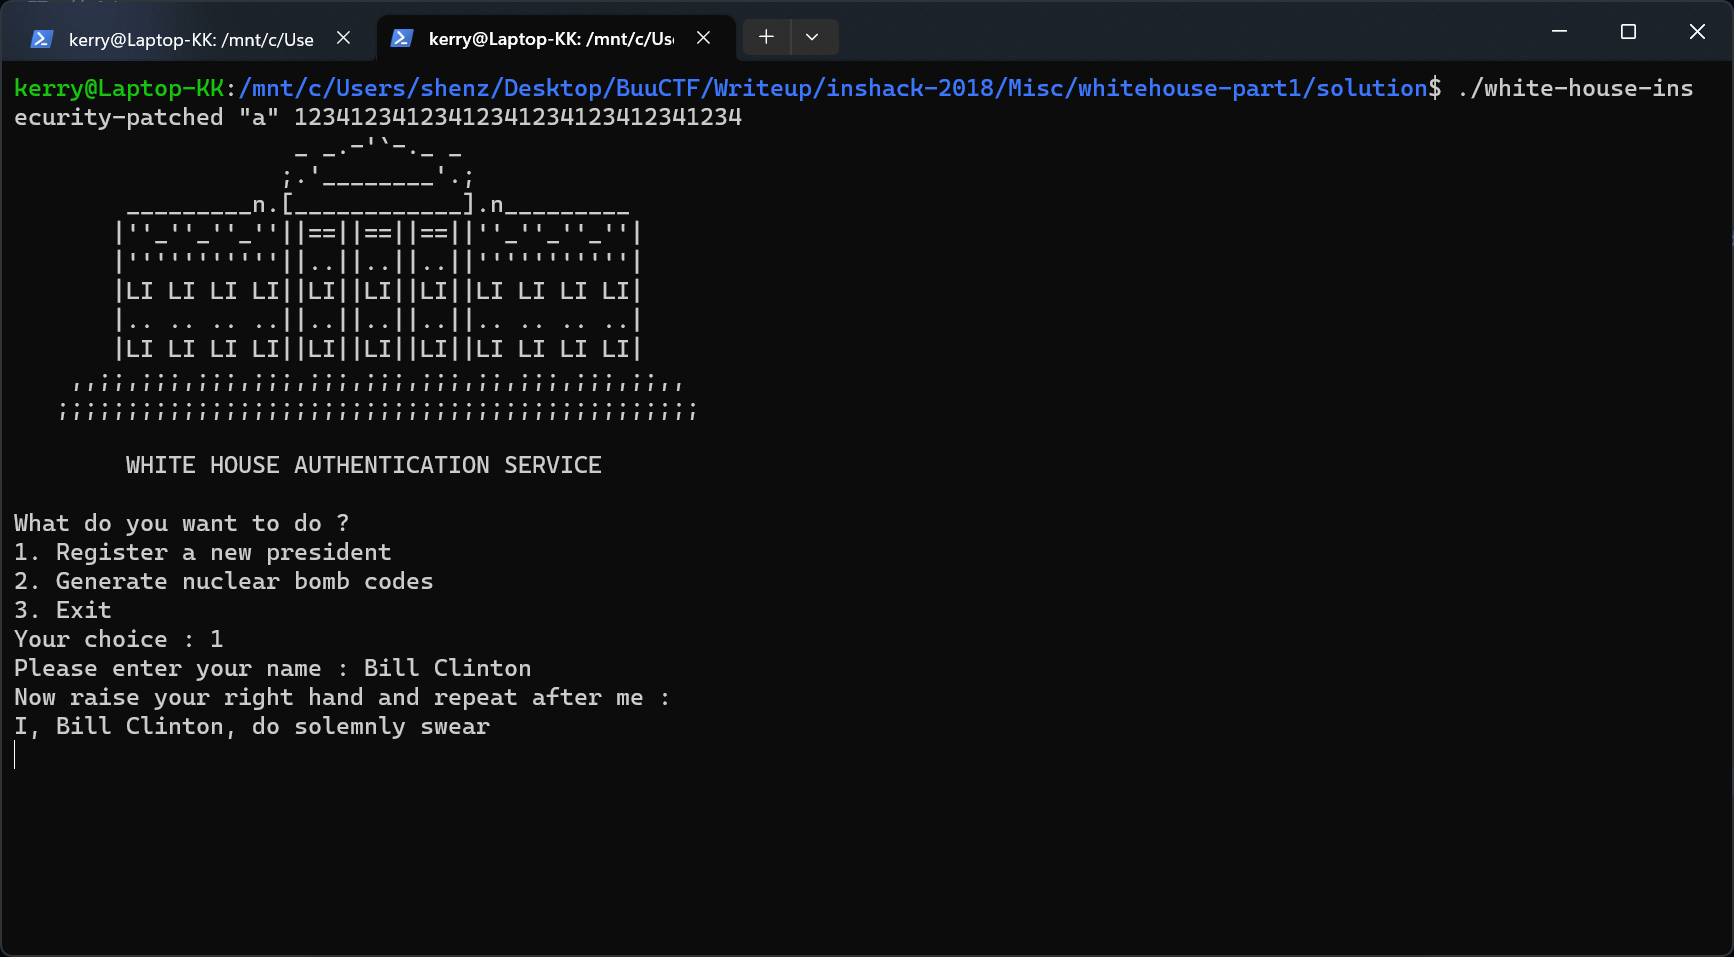 kerry@Laptop-KK: /mnt/c/Use
kerry@Laptop-KK: /mnt/c/Us
kerry@Laptop-KK:/mnt/c/Users/shenz/Desktop/BuuCTF/Writeup/inshack-2018/Misc/whitehouse-part1/solution$ ./white-house-ins
ecurity-patched "a" 12341234123412341234123412341234
                    _ _.-'`-._ _
                   ;.'________'.;
        _________n.[____________].n_________
       |''_''_''_''||==||==||==||''_''_''_''|
       |'''''''''''||..||..||..||'''''''''''|
       |LI LI LI LI||LI||LI||LI||LI LI LI LI|
       |.. .. .. ..||..||..||..||.. .. .. ..|
       |LI LI LI LI||LI||LI||LI||LI LI LI LI|
    ,,;;,;;;,;;;,;;;,;;;,;;;,;;;,;;,;;;,;;;,;;,,
   ;;;;;;;;;;;;;;;;;;;;;;;;;;;;;;;;;;;;;;;;;;;;;;
WHITE HOUSE AUTHENTICATION SERVICE
What do you want to do ?
1. Register a new president
2. Generate nuclear bomb codes
3. Exit
Your choice : 1
Please enter your name : Bill Clinton
Now raise your right hand and repeat after me :
I, Bill Clinton, do solemnly swear